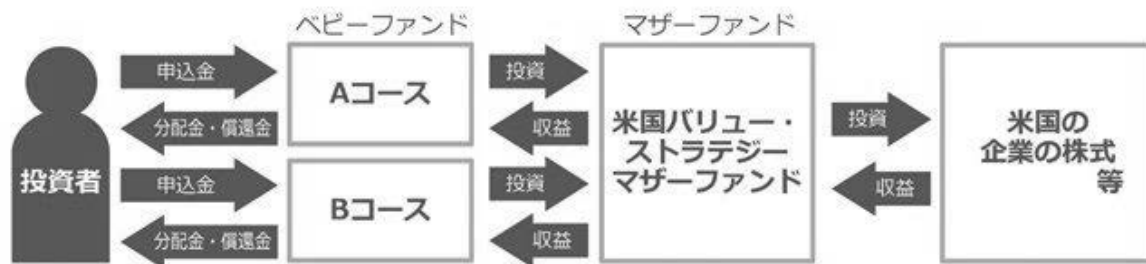 ベビーファンド
マザーファンド
申込金
Aコース
投資
分配金・償還金
収益
投資者
申込金
Bコース
投資
分配金・償還金
収益
米国バリュー・
ストラテジー
マザーファンド
投資
収益
米国の
企業の株式
等